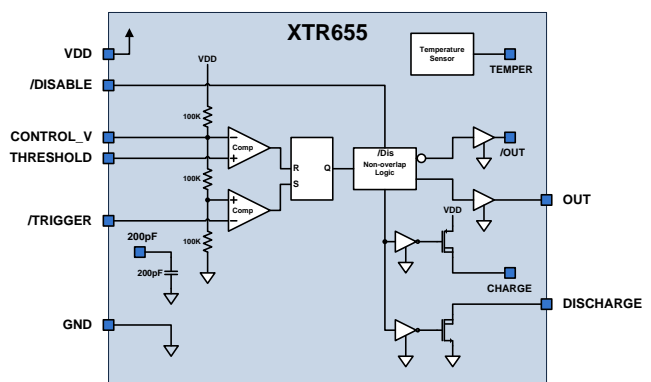 XTR655
VDD
/DISABLE
CONTROL_V
THRESHOLD
/TRIGGER
200pF
200pF
GND
VDD
100K
100K
100K
Comp
Comp
R
S
Q
/Dis
Non-overlap
Logic
Temperature
Sensor
TEMPER
/OUT
OUT
VDD
CHARGE
DISCHARGE